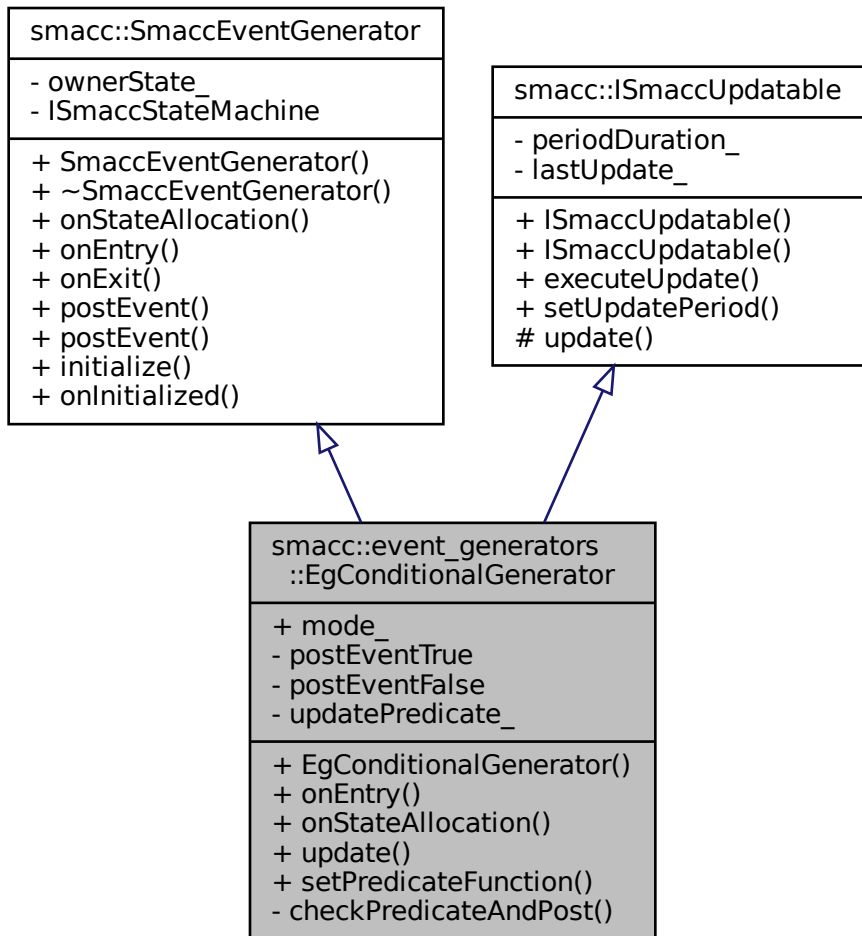 smacc::SmaccEventGenerator
- ownerState_
- ISmaccStateMachine
+ SmaccEventGenerator()
+ ~SmaccEventGenerator()
+ onStateAllocation()
+ onEntry()
+ onExit()
+ postEvent()
+ postEvent()
+ initialize()
+ onInitialized()
smacc::ISmaccUpdatable
- periodDuration_
- lastUpdate_
+ ISmaccUpdatable()
+ ISmaccUpdatable()
+ executeUpdate()
+ setUpdatePeriod()
# update()
smacc::event_generators
::EgConditionalGenerator
+ mode_
- postEventTrue
- postEventFalse
- updatePredicate_
+ EgConditionalGenerator()
+ onEntry()
+ onStateAllocation()
+ update()
+ setPredicateFunction()
- checkPredicateAndPost()